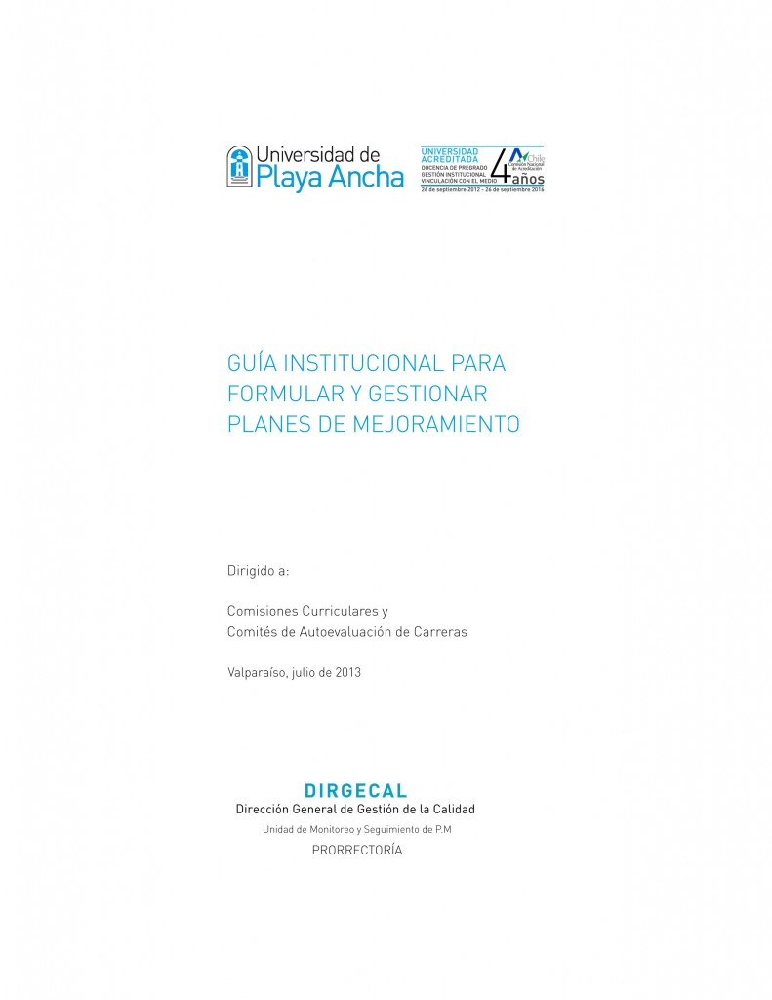 Universidad de
Playa Ancha
UNIVERSIDAD
ACREDITADA
DOCENCIA DE PREGRADO
GESTIÓN INSTITUCIONAL
VINCULACIÓN CON EL MEDIO
4 años
Chile
Comisión Nacional
de Acreditación
26 de septiembre 2012 - 26 de septiembre 2016
GUÍA INSTITUCIONAL PARA
FORMULAR Y GESTIONAR
PLANES DE MEJORAMIENTO
Dirigido a:
Comisiones Curriculares y
Comités de Autoevaluación de Carreras
Valparaíso, julio de 2013
DIRGECAL
Dirección General de Gestión de la Calidad
Unidad de Monitoreo y Seguimiento de P.M
PRORRECTORÍA